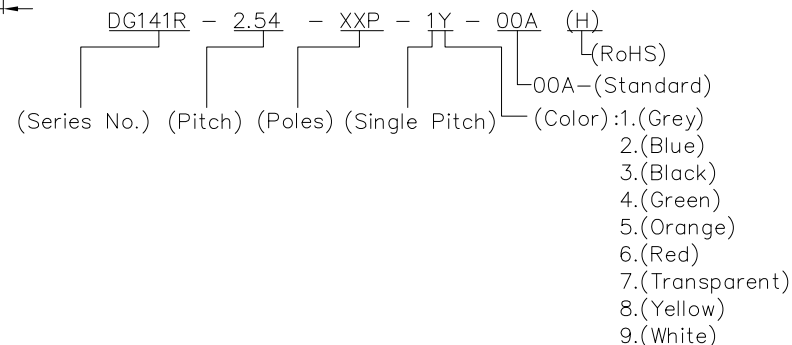 DG141R - 2.54 - XXP - 1Y - 00A (H)
(RoHS)
00A-(Standard)
(Series No.) (Pitch) (Poles) (Single Pitch) (Color):1.(Grey)
2.(Blue)
3.(Black)
4.(Green)
5.(Orange)
6.(Red)
7.(Transparent)
8.(Yellow)
9.(White)